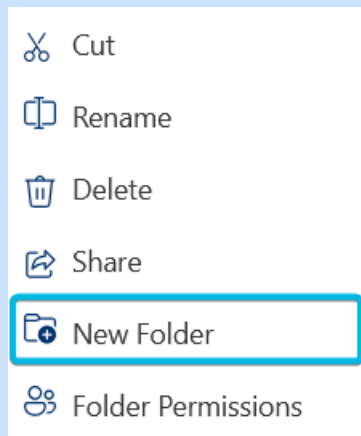 Cut
Rename
Delete
Share
New Folder
Folder Permissions